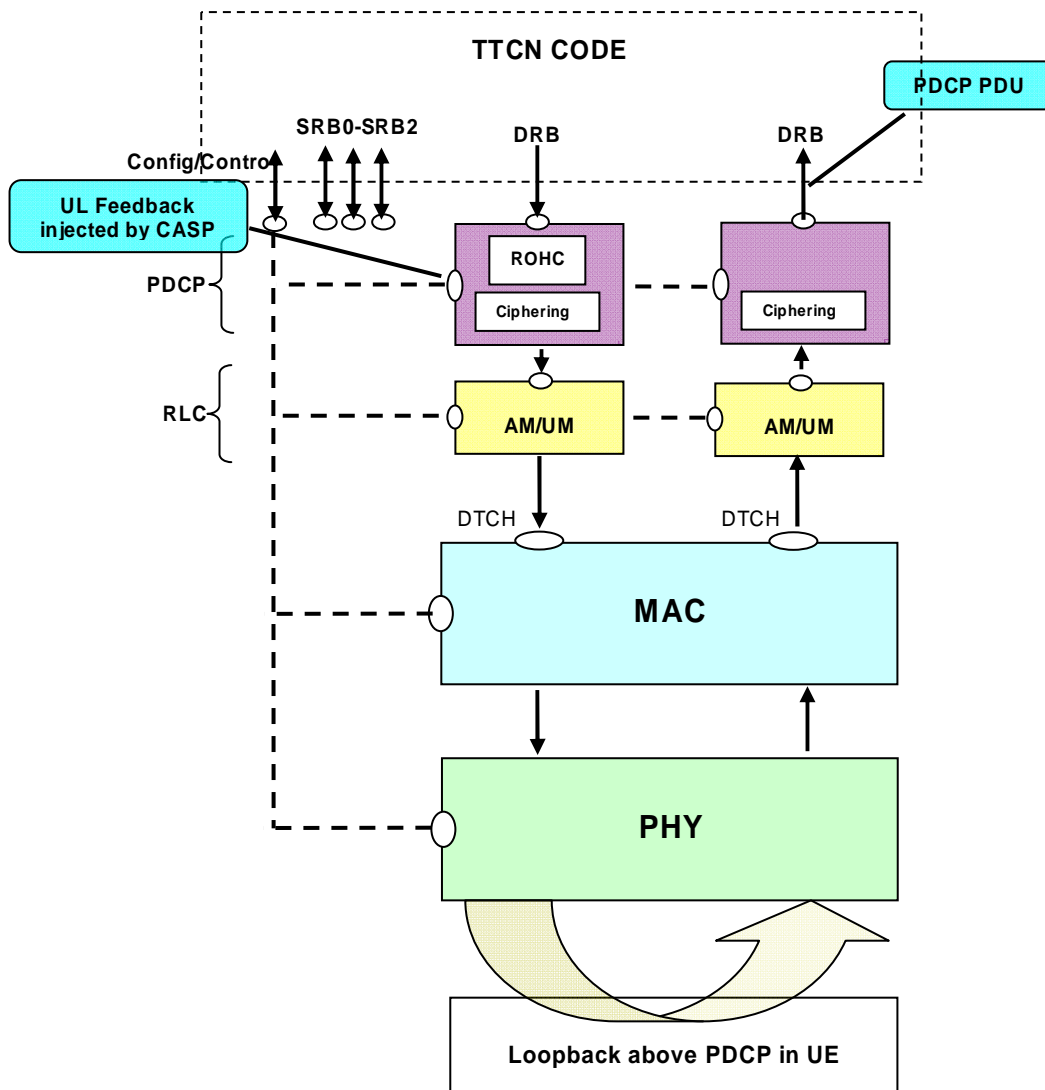 TTCN CODE
PDCP PDU
SRB0-SRB2
DRB
DRB
Config/Contro
UL Feedback
injected by CASP
ROHC
PDCP
Ciphering
Ciphering
RLC
AM/UM
AM/UM
DTCH
DTCH
MAC
PHY
Loopback above PDCP in UE